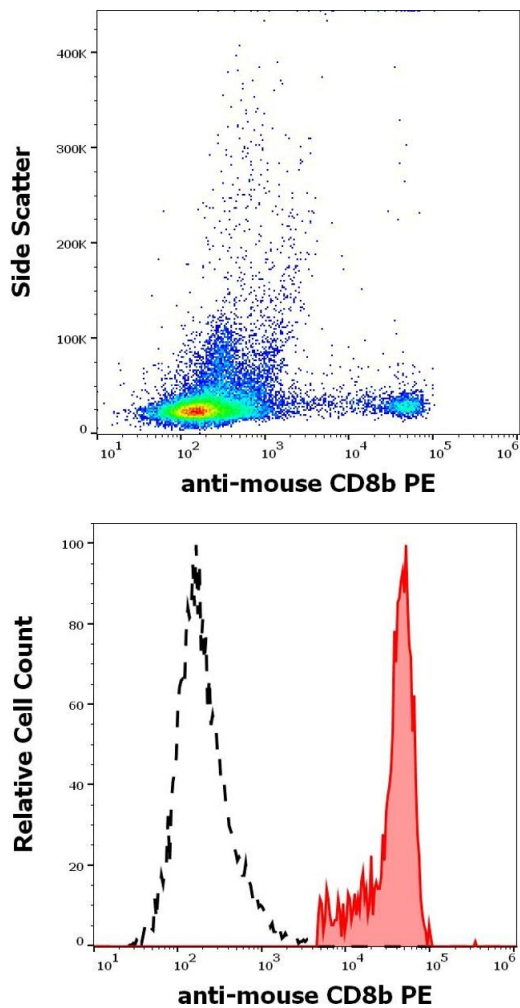 400K
300K
200K
100K
0
Side Scatter
10¹ 10² 10³ 10⁴ 10⁵ 10⁶
anti-mouse CD8b PE
100
80
60
40
20
0
Relative Cell Count
10¹ 10² 10³ 10⁴ 10⁵ 10⁶
anti-mouse CD8b PE